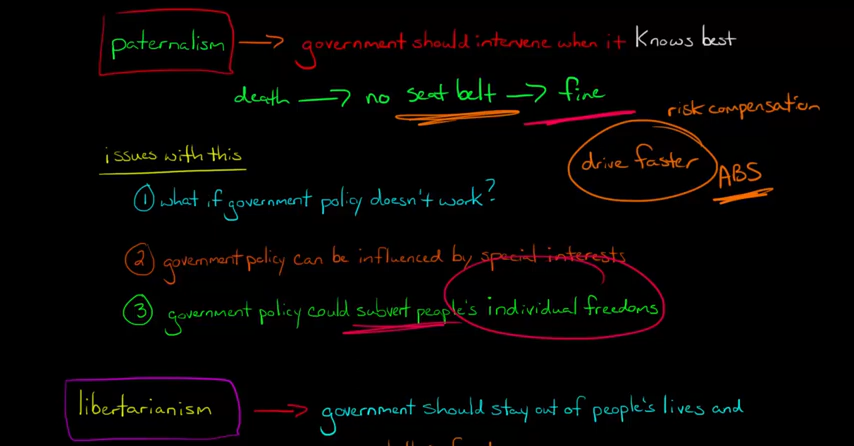 paternalism → government should intervene when it knows best
death → no seat belt → fine
risk compensation
issues with this
drive faster
ABS
① what if government policy doesn't work?
② government policy can be influenced by special interests
③ government policy could subvert people's individual freedoms
libertarianism → government should stay out of people's lives and